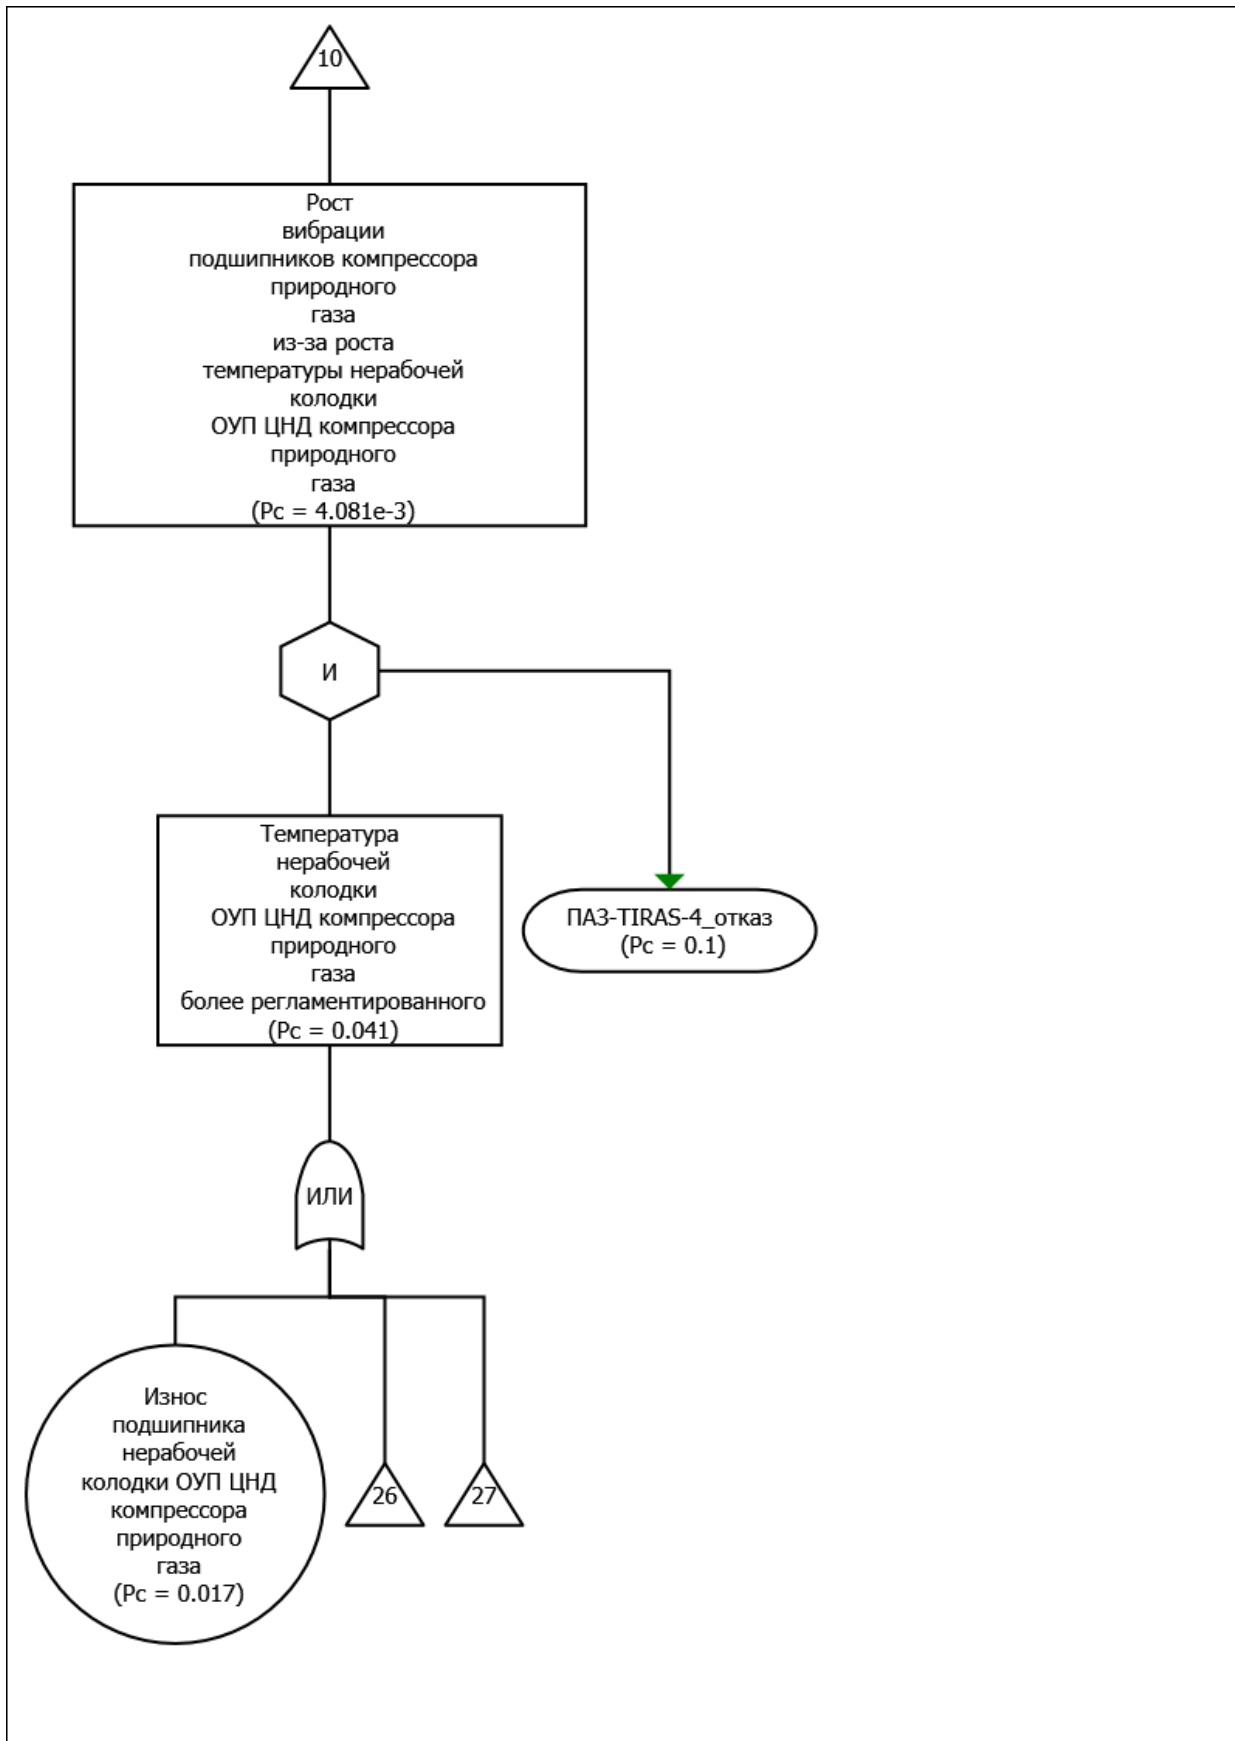 10
Рост
вибрации
подшипников компрессора
природного
газа
из-за роста
температуры нерабочей
колодки
ОУП ЦНД компрессора
природного
газа
(Pc = 4.081e-3)
И
Температура
нерабочей
колодки
ОУП ЦНД компрессора
природного
газа
более регламентированного
(Pc = 0.041)
ПАЗ-TIRAS-4_отказ
(Pc = 0.1)
ИЛИ
Износ
подшипника
нерабочей
колодки ОУП ЦНД
компрессора
природного
газа
(Pc = 0.017)
26
27